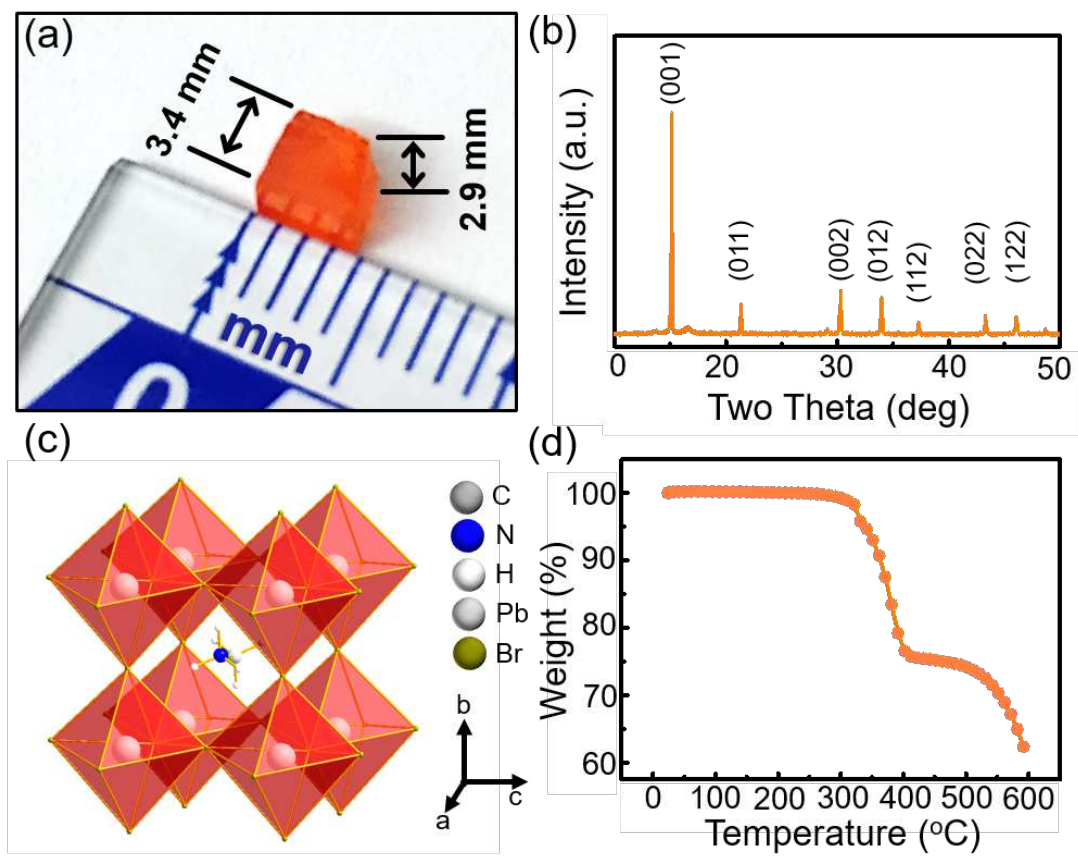 (a)
3.4 mm
2.9 mm
mm
0
(b)
Intensity (a.u.)
(001)
(011)
(002)
(012)
(112)
(022)
(122)
0 20 30 40 50
Two Theta (deg)
(c)
C
N
H
Pb
Br
b
c
a
(d)
Weight (%)
100
90
80
70
60
0 100 200 300 400 500 600
Temperature (°C)